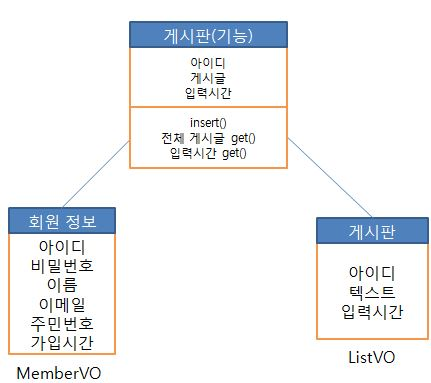 게시판(기능)
아이디
게시글
입력시간
insert()
전체 게시글 get()
입력시간 get()
회원 정보
아이디
비밀번호
이름
이메일
주민번호
가입시간
MemberVO
게시판
아이디
텍스트
입력시간
ListVO